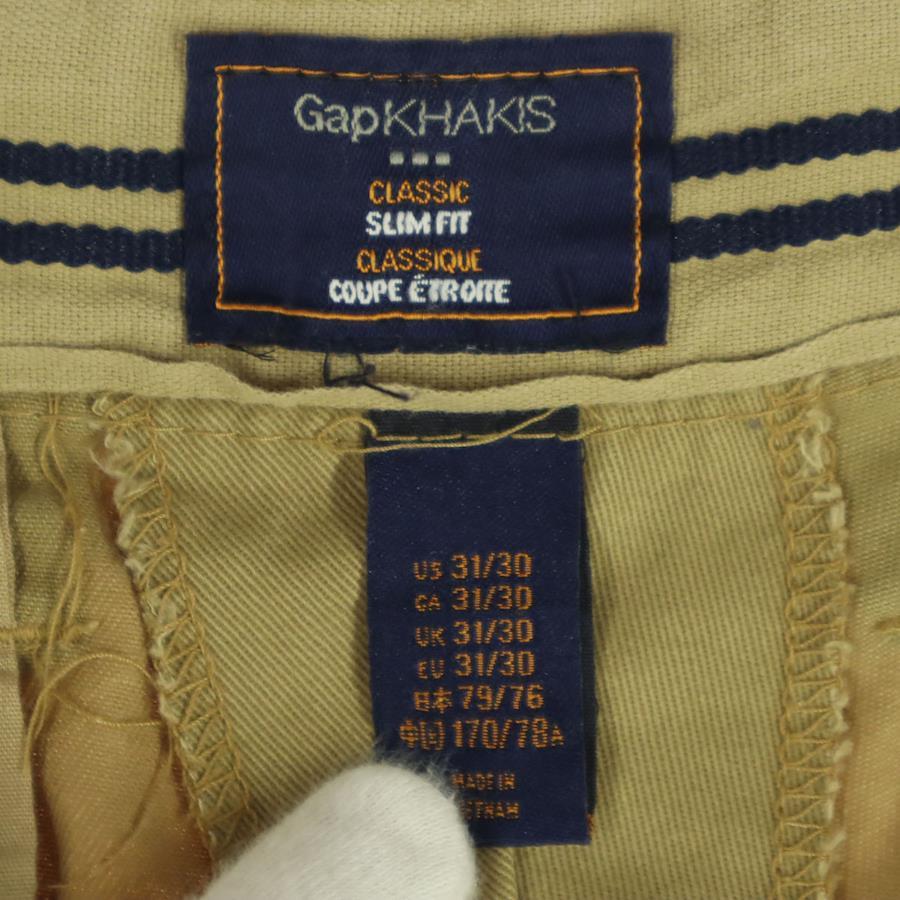 GapKHAKIS
CLASSIC
SLIM FIT
CLASSIQUE
COUPE ÉTROITE
US 31/30
CA 31/30
UK 31/30
EU 31/30
日本 79/76
中国 170/78A
MADE IN